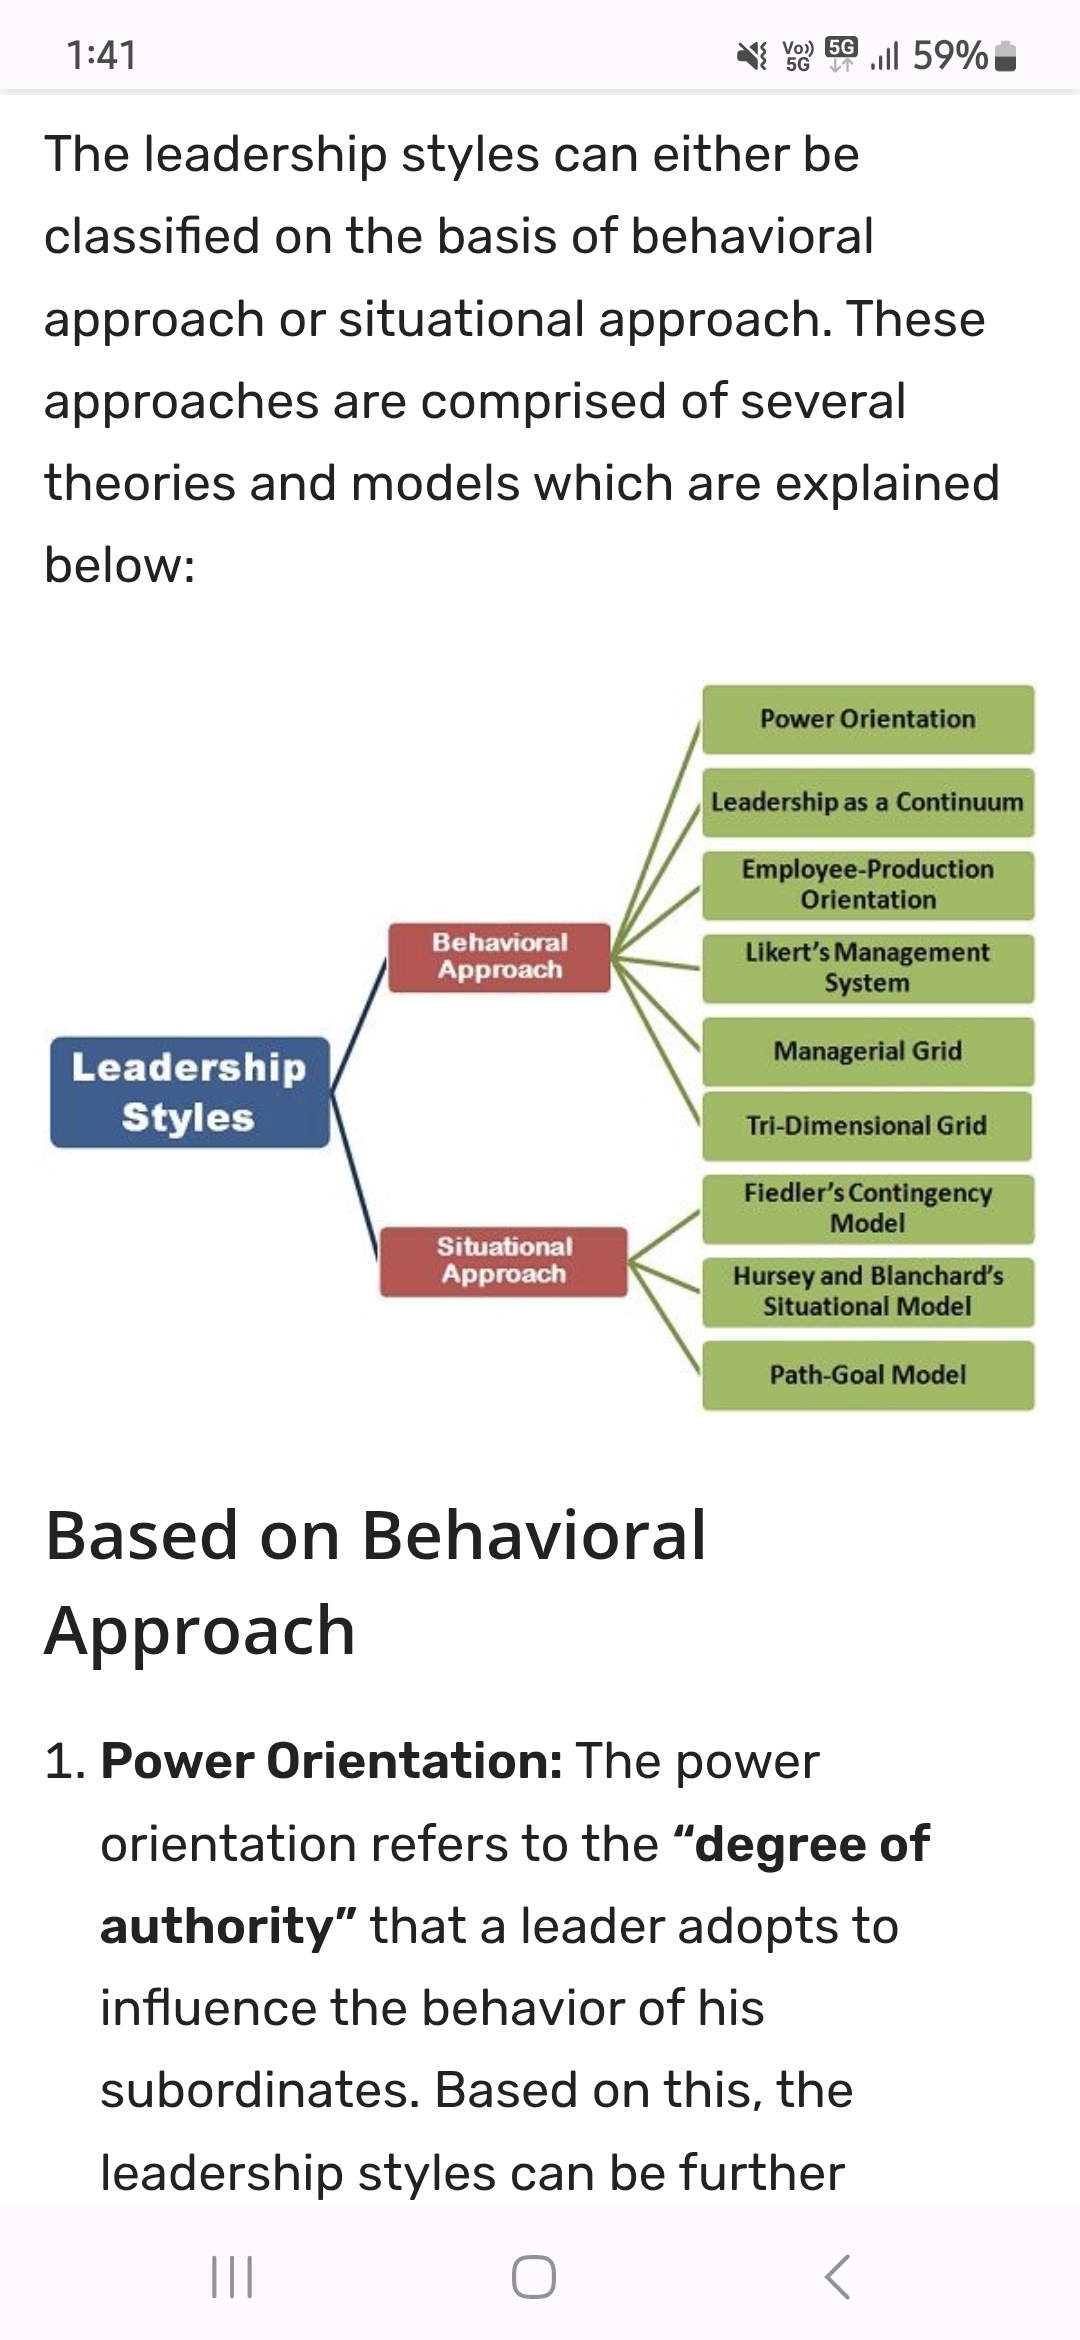 1:41
Vo)) 5G 5G 59%
The leadership styles can either be
classified on the basis of behavioral
approach or situational approach. These
approaches are comprised of several
theories and models which are explained
below:
Power Orientation
Leadership as a Continuum
Employee-Production
Orientation
Behavioral
Approach
Likert's Management
System
Managerial Grid
Leadership
Styles
Tri-Dimensional Grid
Fiedler's Contingency
Model
Situational
Approach
Hursey and Blanchard's
Situational Model
Path-Goal Model
Based on Behavioral
Approach
1. Power Orientation: The power
orientation refers to the “degree of
authority” that a leader adopts to
influence the behavior of his
subordinates. Based on this, the
leadership styles can be further